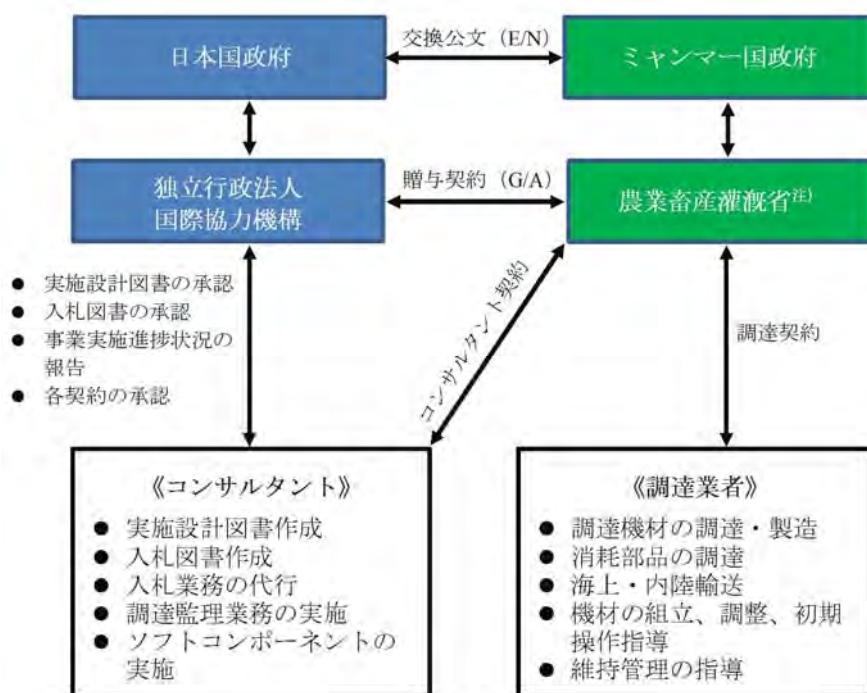 日本国政府
交換公文（E/N）
ミャンマー国政府
独立行政法人
国際協力機構
贈与契約（G/A）
農業畜産灌漑省注)
● 実施設計図書の承認
● 入札図書の承認
● 事業実施進捗状況の
報告
● 各契約の承認
コンサルタント契約
調達契約
《コンサルタント》
● 実施設計図書作成
● 入札図書作成
● 入札業務の代行
● 調達監理業務の実施
● ソフトコンポーネントの
実施
《調達業者》
● 調達機材の調達・製造
● 消耗部品の調達
● 海上・内陸輸送
● 機材の組立、調整、初期
操作指導
● 維持管理の指導